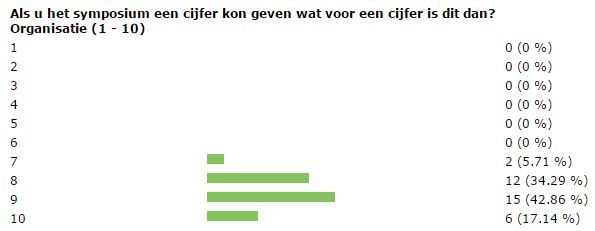 Als u het symposium een cijfer kon geven wat voor een cijfer is dit dan?
Organisatie (1 - 10)
1 0 (0 %)
2 0 (0 %)
3 0 (0 %)
4 0 (0 %)
5 0 (0 %)
6 0 (0 %)
7 2 (5.71 %)
8 12 (34.29 %)
9 15 (42.86 %)
10 6 (17.14 %)